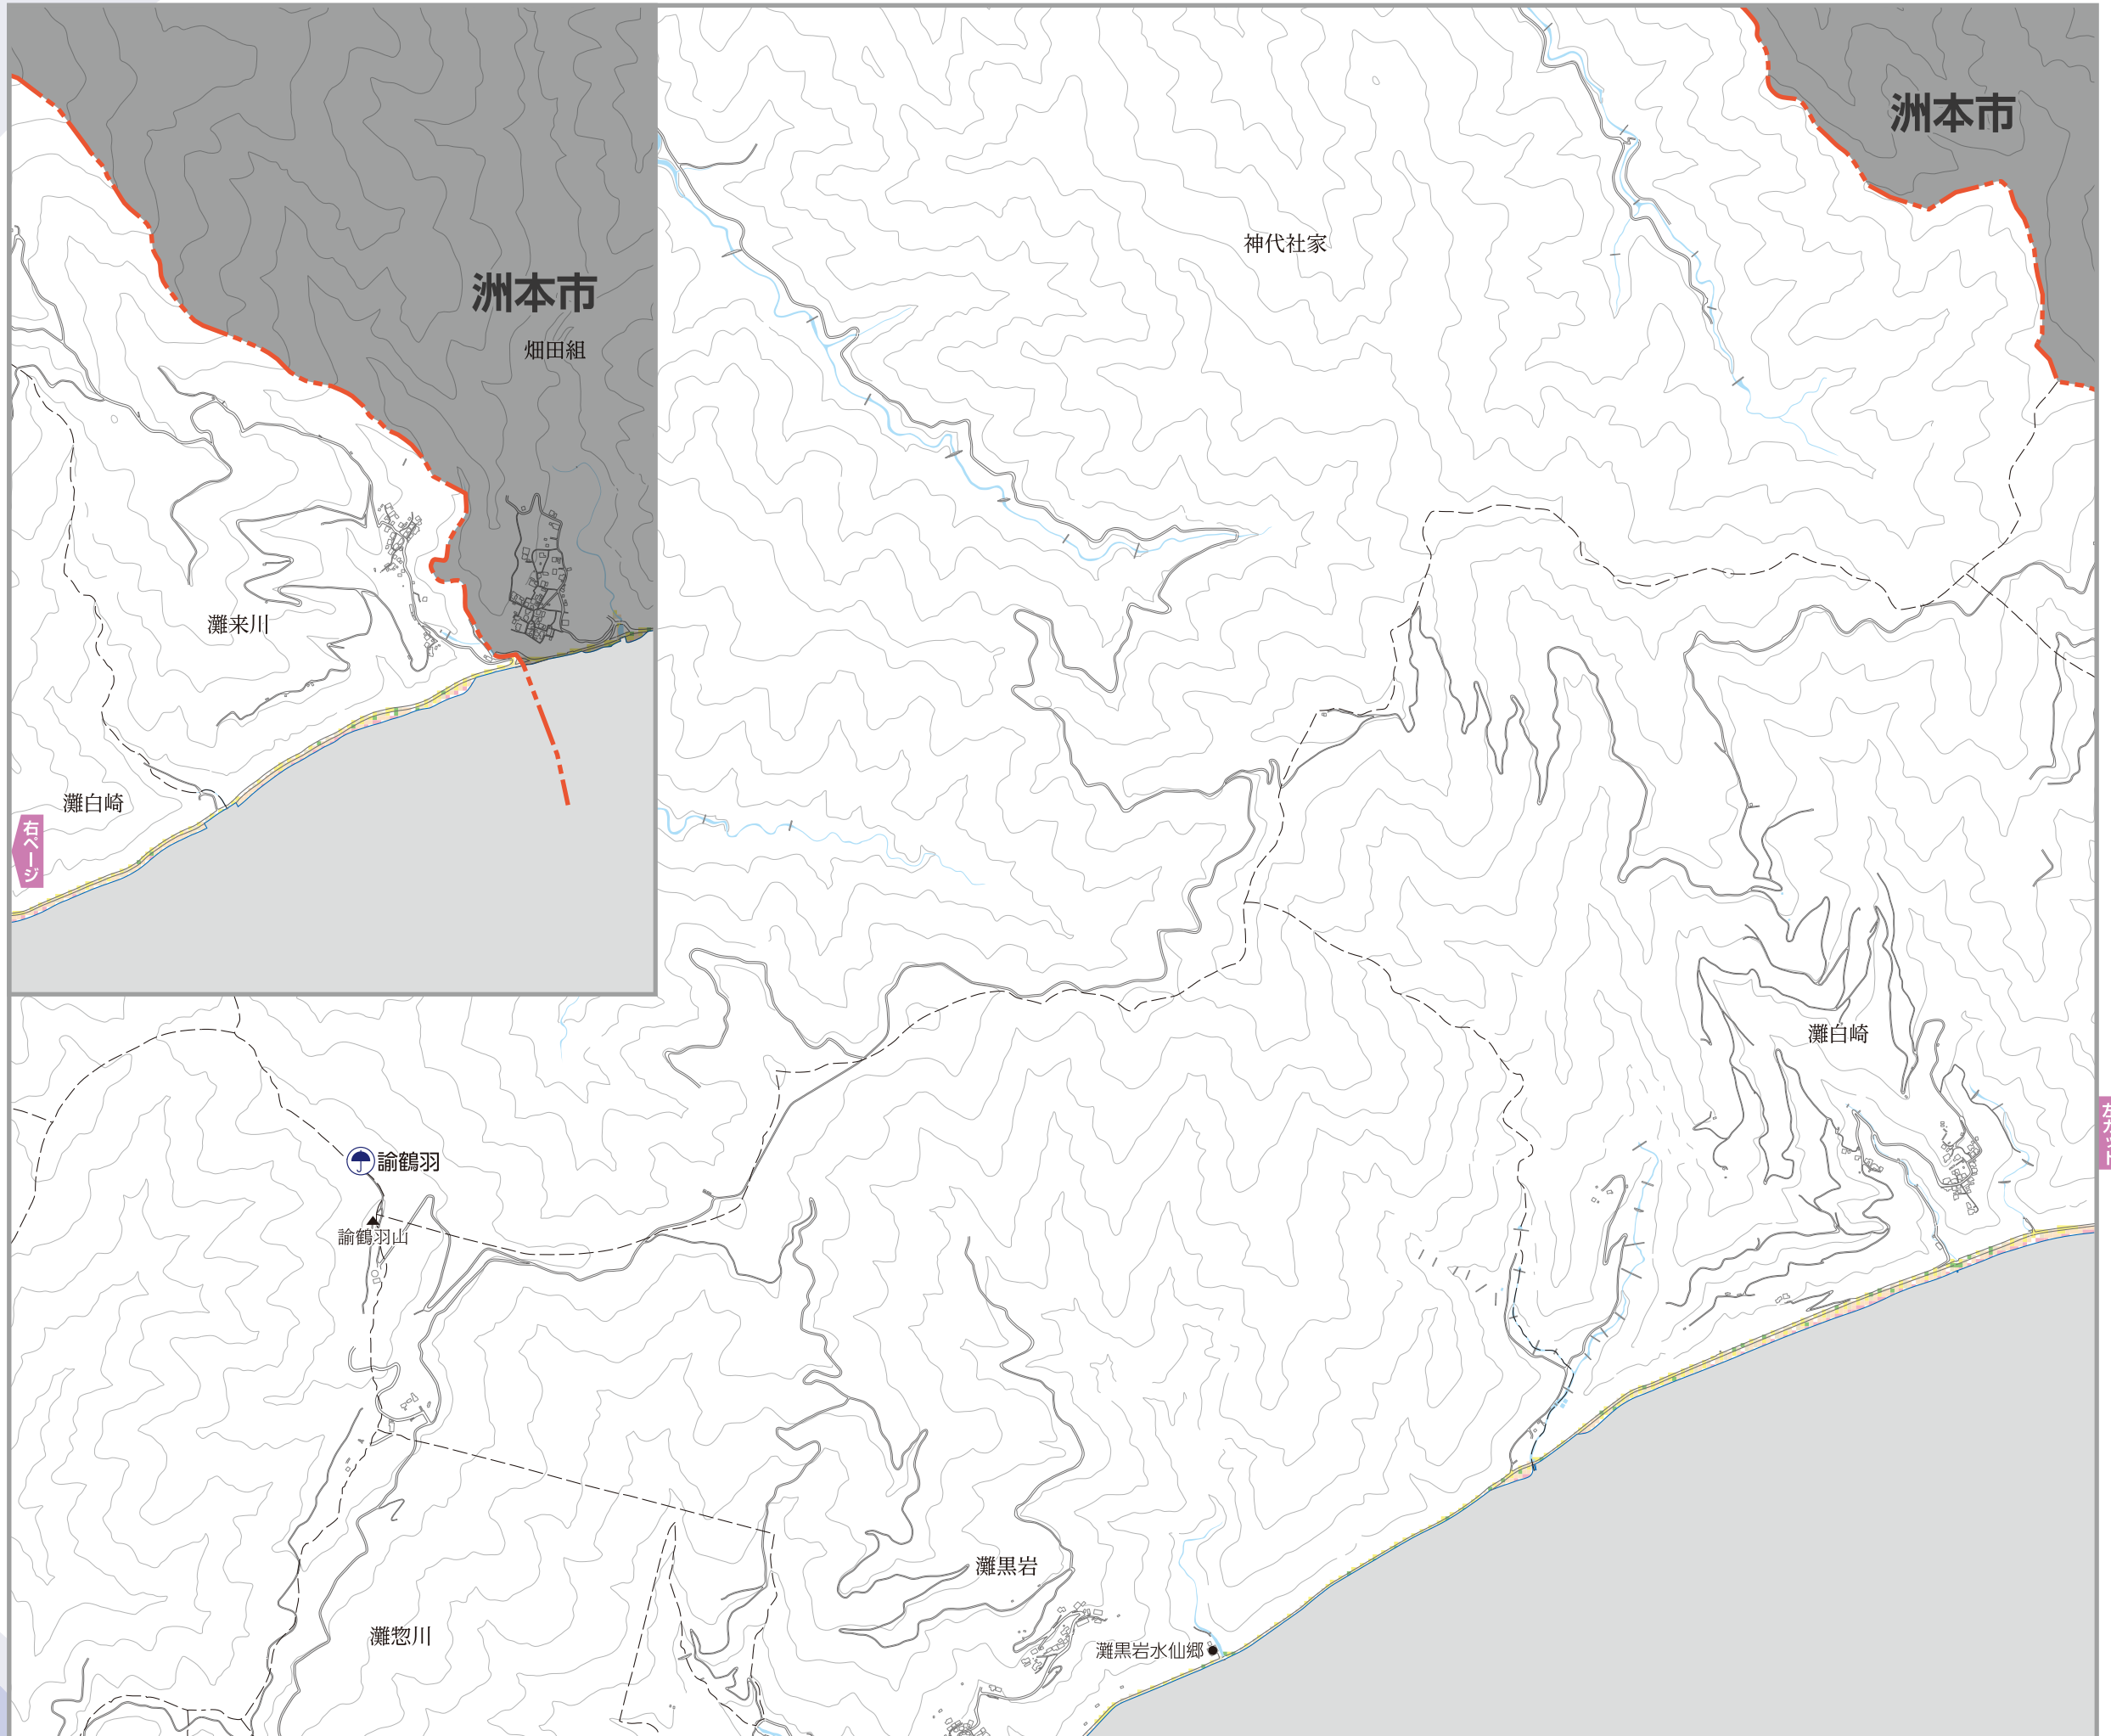 洲本市
畑田組
灘来川
灘白崎
右ページ
洲本市
神代社家
灘白崎
諭鶴羽
諭鶴羽山
灘黒岩
灘惣川
灘黒岩水仙郷